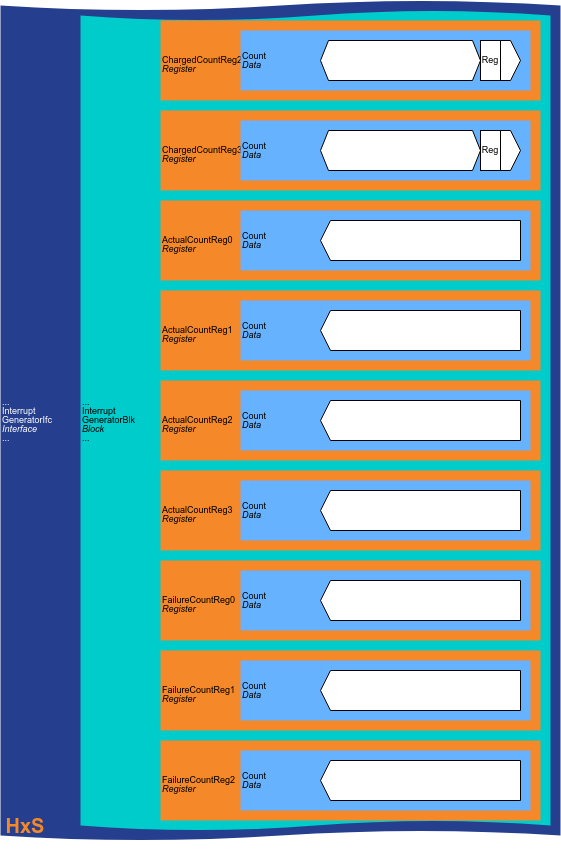 ChargedCountReg2
Register
Count
Data
Reg
ChargedCountReg3
Register
Count
Data
Reg
ActualCountReg0
Register
Count
Data
ActualCountReg1
Register
Count
Data
...
Interrupt
GeneratorIfc
Interface
...
...
Interrupt
GeneratorBlk
Block
...
ActualCountReg2
Register
Count
Data
ActualCountReg3
Register
Count
Data
FailureCountReg0
Register
Count
Data
FailureCountReg1
Register
Count
Data
FailureCountReg2
Register
Count
Data
HxS